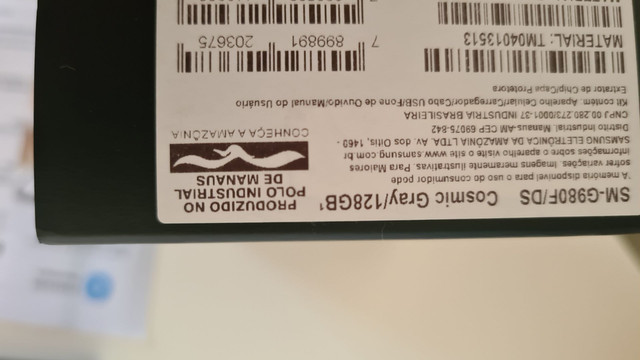 SM-G980F/DS Cosmic Gray/128GB¹
¹A memória disponível para o uso do consumidor pode
sofrer variações. Imagens meramente ilustrativas. Para Maiores
informações sobre o aparelho visite o site www.samsung.com.br
SAMSUNG ELETRÔNICA DA AMAZÔNIA LTDA Av. dos Oitis, 1460 -
Distrito Industrial, Manaus-AM CEP 69075-842
CNPJ 00.280.273/0001-37 INDÚSTRIA BRASILEIRA
Kit contém: Aparelho Celular/Carregador/Cabo USB/Fone de Ouvido/Manual do Usuário
Extrator de Chip/Capa Protetora
PRODUZIDO NO
POLO INDUSTRIAL
DE MANAUS
CONHEÇA A AMAZÔNIA
MATERIAL: TM04013513
7 899891 203675